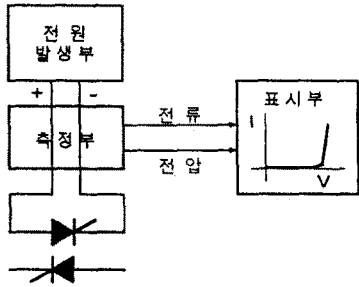 전 원
발 생 부
+ -
측 정 부
전 류
전 압
표 시 부
I
V